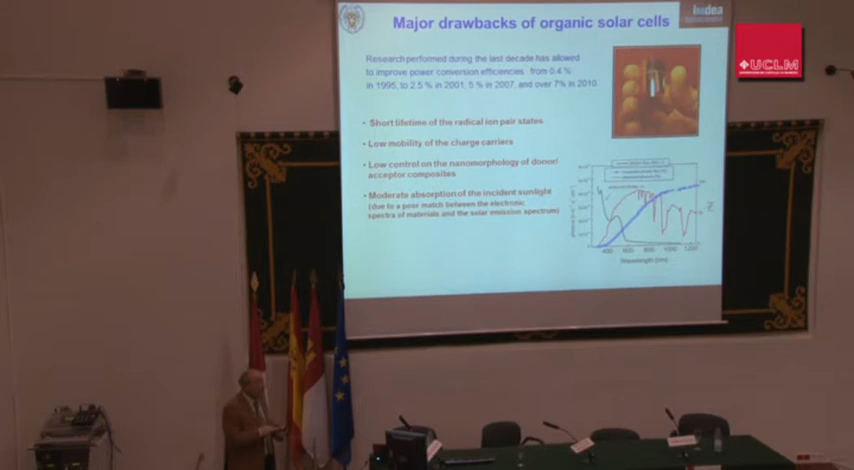 Major drawbacks of organic solar cells
imdea
UCLM
Research performed during the last decade has allowed
to improve power conversion efficiencies from 0.4 %
in 1995, to 2.5 % in 2001, 5 % in 2007, and over 7% in 2010.
• Short lifetime of the radical ion pair states
• Low mobility of the charge carriers
• Low control on the nanomorphology of donor/
acceptor composites
• Moderate absorption of the incident sunlight
(due to a poor match between the electronic
spectra of materials and the solar emission spectrum)
400 600 800 1000 1200
Wavelength (nm)